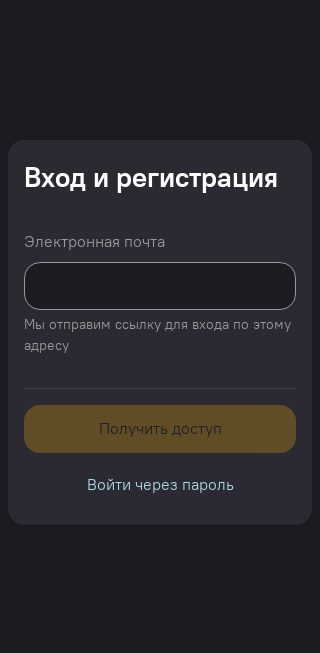 Вход и регистрация
Электронная почта
Мы отправим ссылку для входа по этому
адресу
Получить доступ
Войти через пароль